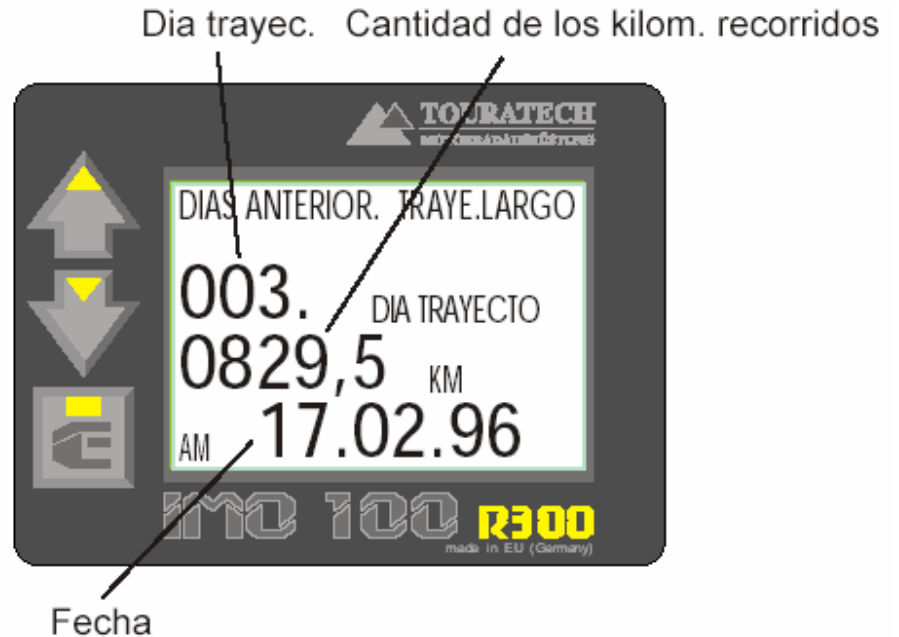 Dia trayec. Cantidad de los kilom. recorridos
TOURATECH
DIAS ANTERIOR. TRAYE.LARGO
003. DIA TRAYECTO
0829,5 KM
AM 17.02.96
IMO 100 R300
made in EU (Germany)
Fecha